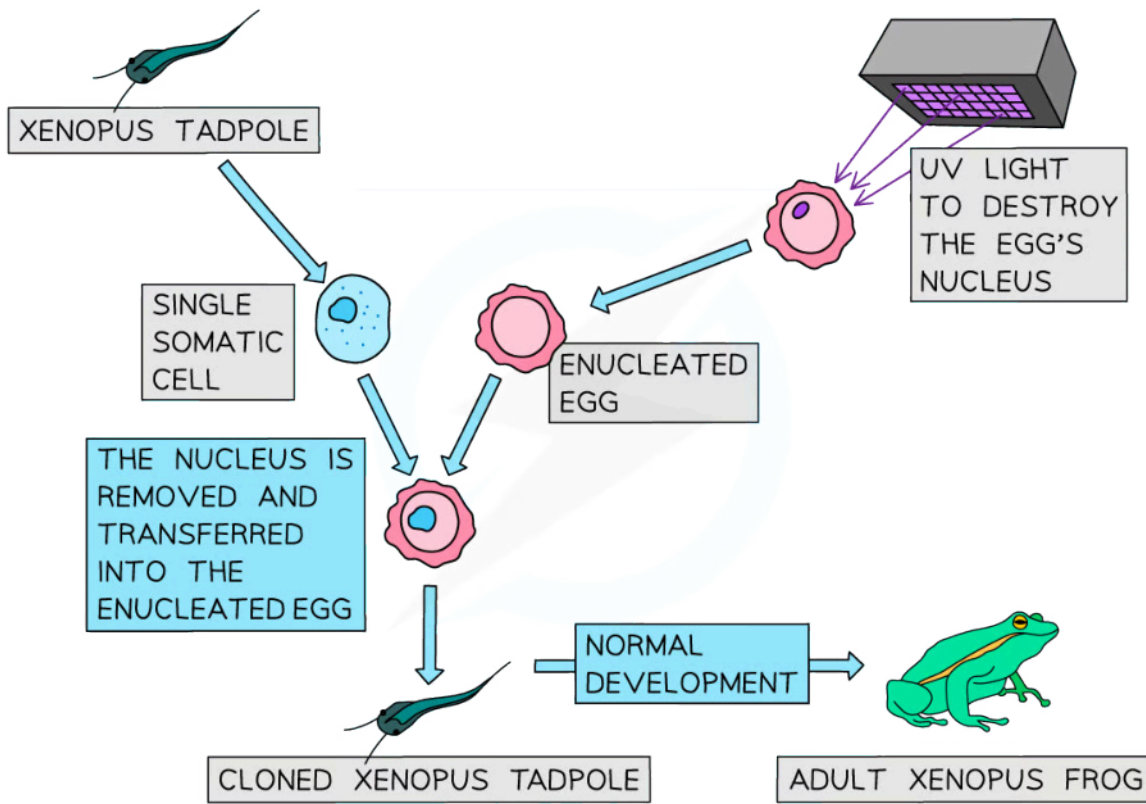 XENOPUS TADPOLE
UV LIGHT
TO DESTROY
THE EGG'S
NUCLEUS
SINGLE
SOMATIC
CELL
ENUCLEATED
EGG
THE NUCLEUS IS
REMOVED AND
TRANSFERRED
INTO THE
ENUCLEATED EGG
NORMAL
DEVELOPMENT
CLONED XENOPUS TADPOLE
ADULT XENOPUS FROG